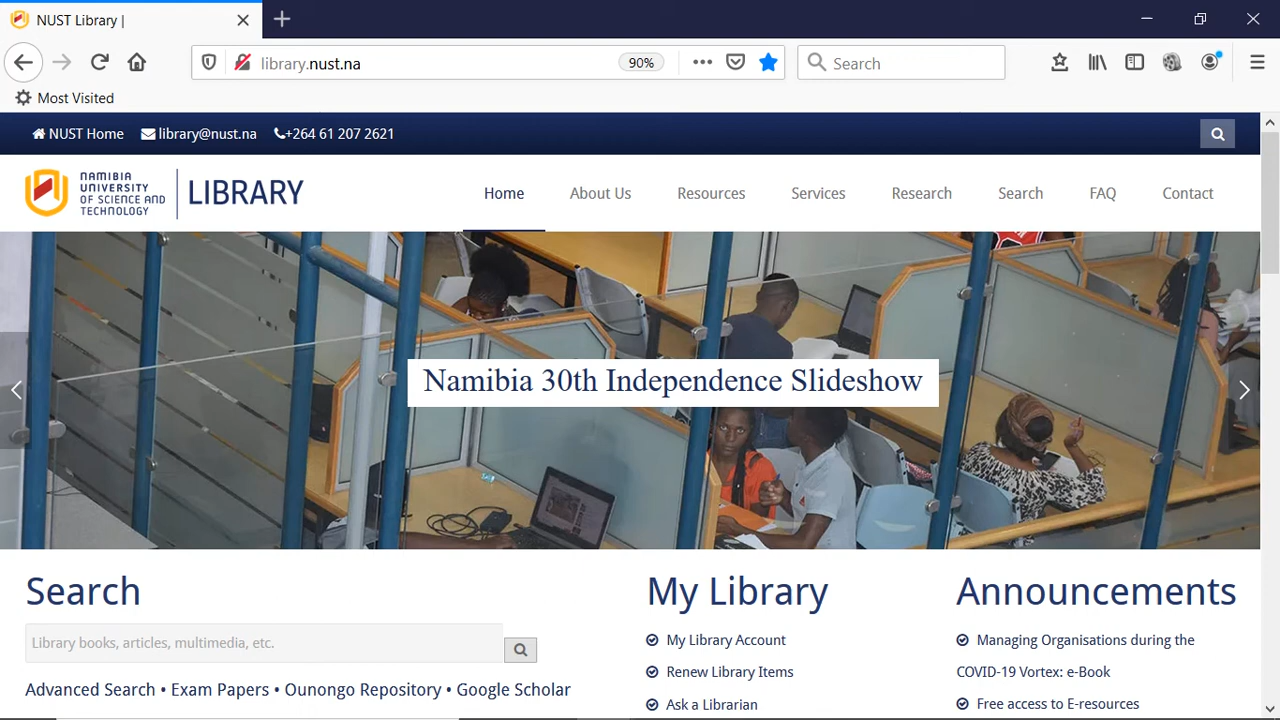 NUST Library |
library.nust.na
90%
Search
Most Visited
NUST Home library@nust.na +264 61 207 2621
NAMIBIA
UNIVERSITY
OF SCIENCE AND
TECHNOLOGY
LIBRARY
Home About Us Resources Services Research Search FAQ Contact
Namibia 30th Independence Slideshow
Search
Library books, articles, multimedia, etc.
Advanced Search • Exam Papers • Ounongo Repository • Google Scholar
My Library
My Library Account
Renew Library Items
Ask a Librarian
Announcements
Managing Organisations during the
COVID-19 Vortex: e-Book
Free access to E-resources